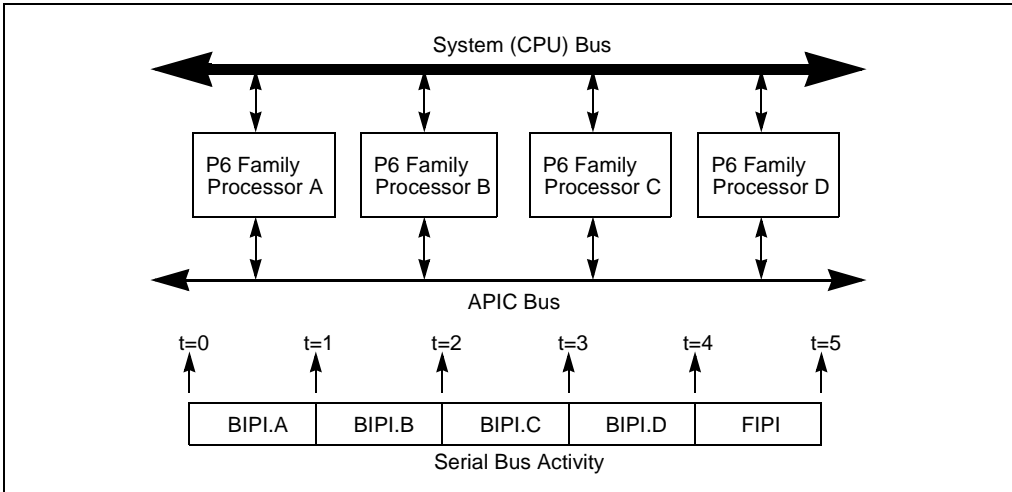 System (CPU) Bus
P6 Family Processor A
P6 Family Processor B
P6 Family Processor C
P6 Family Processor D
APIC Bus
t=0 t=1 t=2 t=3 t=4 t=5
BIPI.A BIPI.B BIPI.C BIPI.D FIPI
Serial Bus Activity